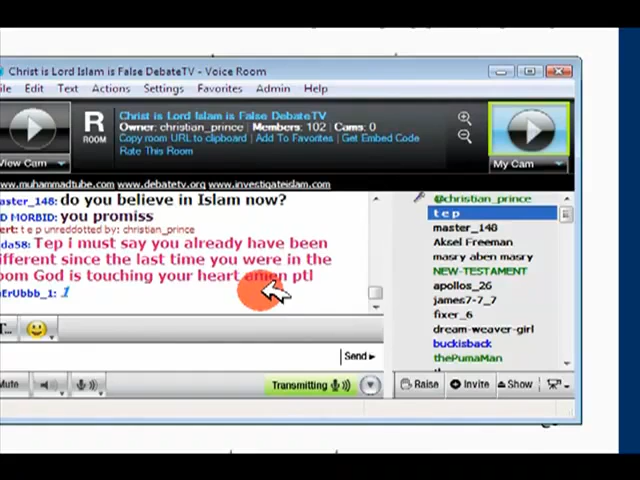 Christ is Lord Islam is False DebateTV - Voice Room
Edit Text Actions Settings Favorites Admin Help
R
ROOM
Christ is Lord Islam is False DebateTV
Owner: christian_prince | Members: 102 | Cams: 0
Copy room URL to clipboard | Add To Favorites | Get Embed Code
Rate This Room
View Cam
My Cam
www.muhammadtube.com www.debatetv.org www.investigateislam.com
master_148: do you believe in Islam now?
MORBID: you promiss
t e p unreddotted by: christian_prince
Tep i must say you already have been
ifferent since the last time you were in the
oom God is touching your heart amen ptl
ErUbbb_1: 1
Send
Mute
Transmitting
@christian_prince
t e p
master_148
Aksel Freeman
masry aben masry
NEW-TESTAMENT
apollos_26
james7-7_7
fixer_6
dream-weaver-girl
buckisback
thePumaMan
Raise Invite Show